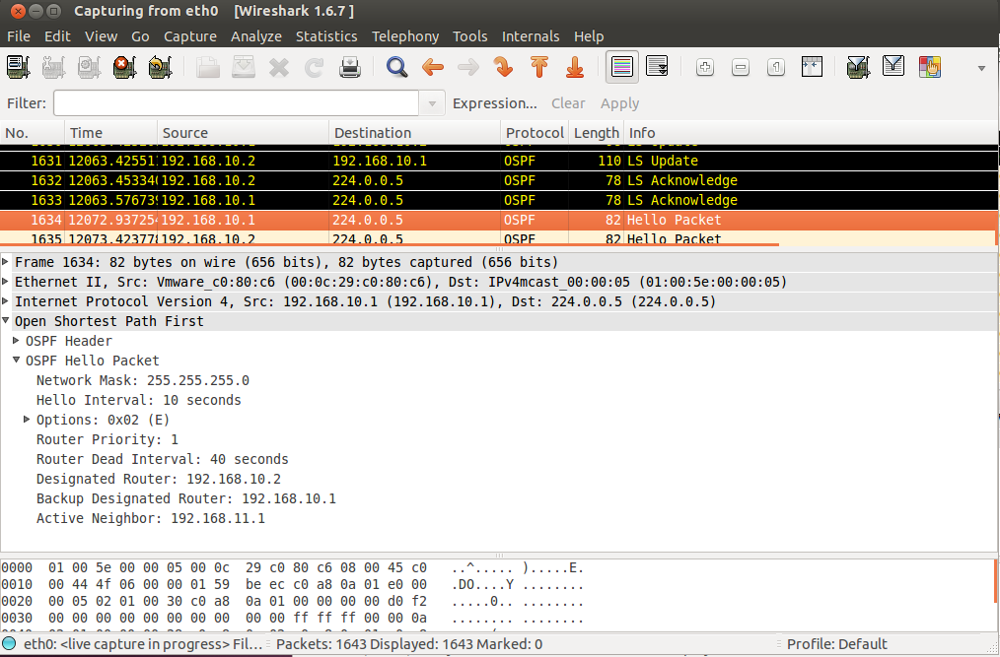 Capturing from eth0 [Wireshark 1.6.7 ]
File Edit View Go Capture Analyze Statistics Telephony Tools Internals Help
Filter: Expression... Clear Apply
No. Time Source Destination Protocol Length Info
1631 12063.42551 192.168.10.2 192.168.10.1 OSPF 110 LS Update
1632 12063.45334 192.168.10.2 224.0.0.5 OSPF 78 LS Acknowledge
1633 12063.57673 192.168.10.1 224.0.0.5 OSPF 78 LS Acknowledge
1634 12072.93725 192.168.10.1 224.0.0.5 OSPF 82 Hello Packet
1635 12073.42377 192.168.10.2 224.0.0.5 OSPF 82 Hello Packet
Frame 1634: 82 bytes on wire (656 bits), 82 bytes captured (656 bits)
Ethernet II, Src: Vmware_c0:80:c6 (00:0c:29:c0:80:c6), Dst: IPv4mcast_00:00:05 (01:00:5e:00:00:05)
Internet Protocol Version 4, Src: 192.168.10.1 (192.168.10.1), Dst: 224.0.0.5 (224.0.0.5)
Open Shortest Path First
OSPF Header
OSPF Hello Packet
Network Mask: 255.255.255.0
Hello Interval: 10 seconds
Options: 0x02 (E)
Router Priority: 1
Router Dead Interval: 40 seconds
Designated Router: 192.168.10.2
Backup Designated Router: 192.168.10.1
Active Neighbor: 192.168.11.1
0000 01 00 5e 00 00 05 00 0c 29 c0 80 c6 08 00 45 c0 ..^..... ).....E.
0010 00 44 4f 06 00 00 01 59 be ec c0 a8 0a 01 e0 00 .DO....Y ........
0020 00 05 02 01 00 30 c0 a8 0a 01 00 00 00 00 d0 f2 .....0.. ........
0030 00 00 00 00 00 00 00 00 00 00 ff ff ff 00 00 0a ........ ........
eth0: <live capture in progress> Fil... Packets: 1643 Displayed: 1643 Marked: 0 Profile: Default